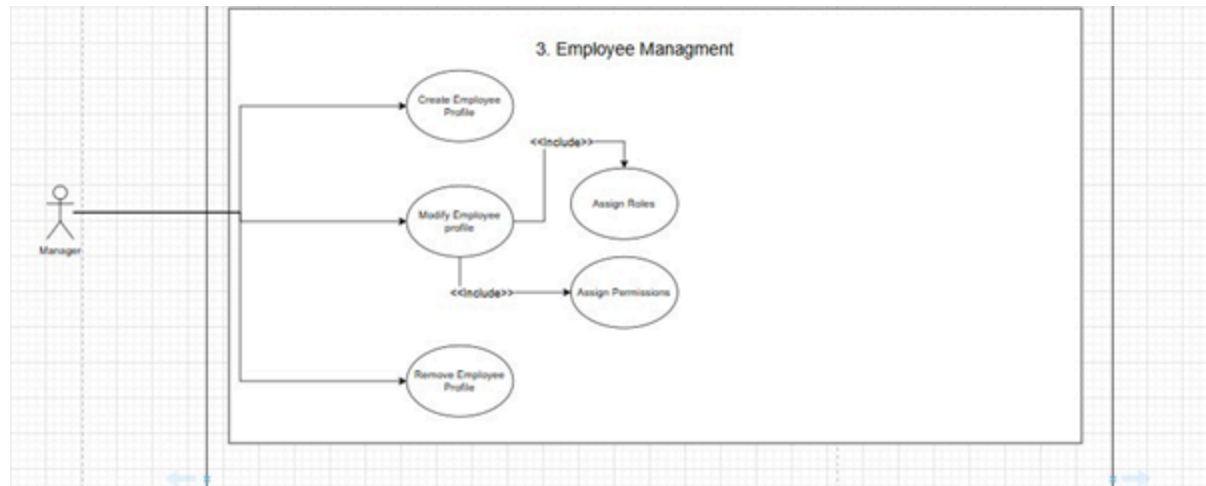 3. Employee Managment
Create Employee
Profile
<<Include>>
Assign Roles
Modify Employee
profile
Manager
<<Include>>
Assign Permissions
Remove Employee
Profile